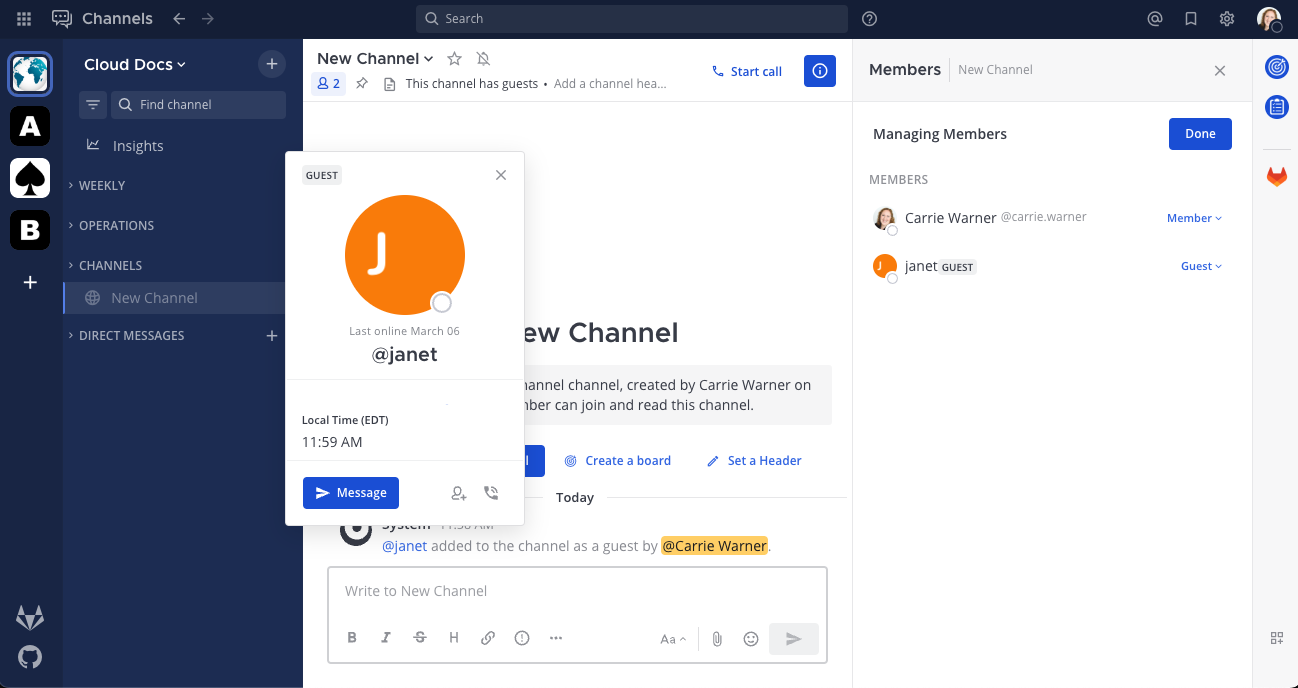 Channels
Search
Cloud Docs
Find channel
Insights
WEEKLY
OPERATIONS
CHANNELS
New Channel
DIRECT MESSAGES
A
B
New Channel
2
This channel has guests • Add a channel hea...
Start call
GUEST
J
Last online March 06
@janet
Local Time (EDT)
11:59 AM
Message
ew Channel
hannel channel, created by Carrie Warner on
can join and read this channel.
Create a board
Set a Header
Today
System
@janet added to the channel as a guest by @Carrie Warner.
Write to New Channel
B I S H
Aa
Members
New Channel
Managing Members
Done
MEMBERS
Carrie Warner @carrie.warner
Member
J
janet GUEST
Guest